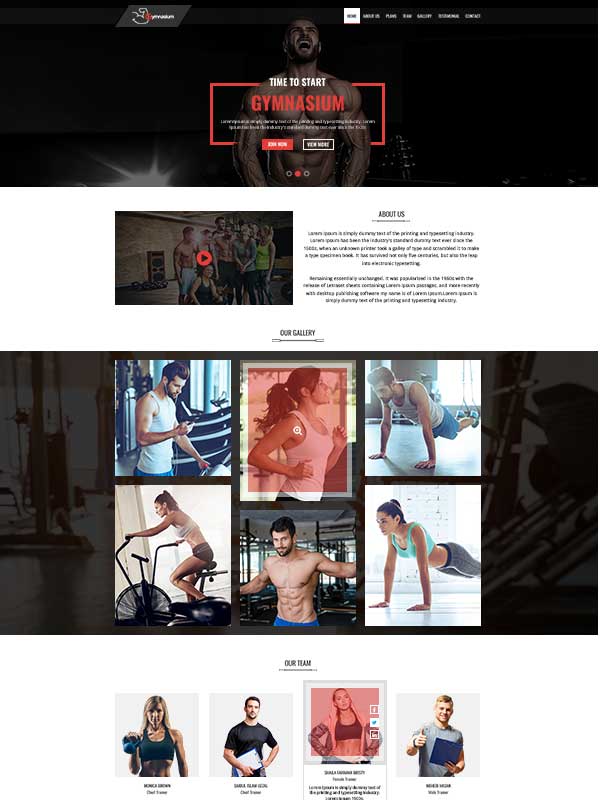 Gymnasium
HOME ABOUT US PLANS TEAM GALLERY TESTIMONIAL CONTACT
TIME TO START
GYMNASIUM
Lorem Ipsum is simply dummy text of the printing and typesetting industry. Lorem
Ipsum has been the industry's standard dummy text ever since the 1500s
JOIN NOW VIEW MORE
ABOUT US
Lorem Ipsum is simply dummy text of the printing and typesetting industry.
Lorem Ipsum has been the industry's standard dummy text ever since the
1500s, when an unknown printer took a galley of type and scrambled it to make
a type specimen book. It has survived not only five centuries, but also the leap
into electronic typesetting.
Remaining essentially unchanged. It was popularised in the 1960s with the
release of Letraset sheets containing Lorem Ipsum passages, and more recently
with desktop publishing software my name is of Lorem Ipsum.Lorem Ipsum is
simply dummy text of the printing and typesetting industry.
OUR GALLERY
OUR TEAM
MONICA BROWN
Chief Trainer
SAIFUL ISLAM
Chief Trainer
SHAILA FARHANA
Female Trainer
Lorem Ipsum is simply dummy text of the
printing and typesetting industry. Lorem
Ipsum 1500s.
MEHEDI HASAN
Male Trainer